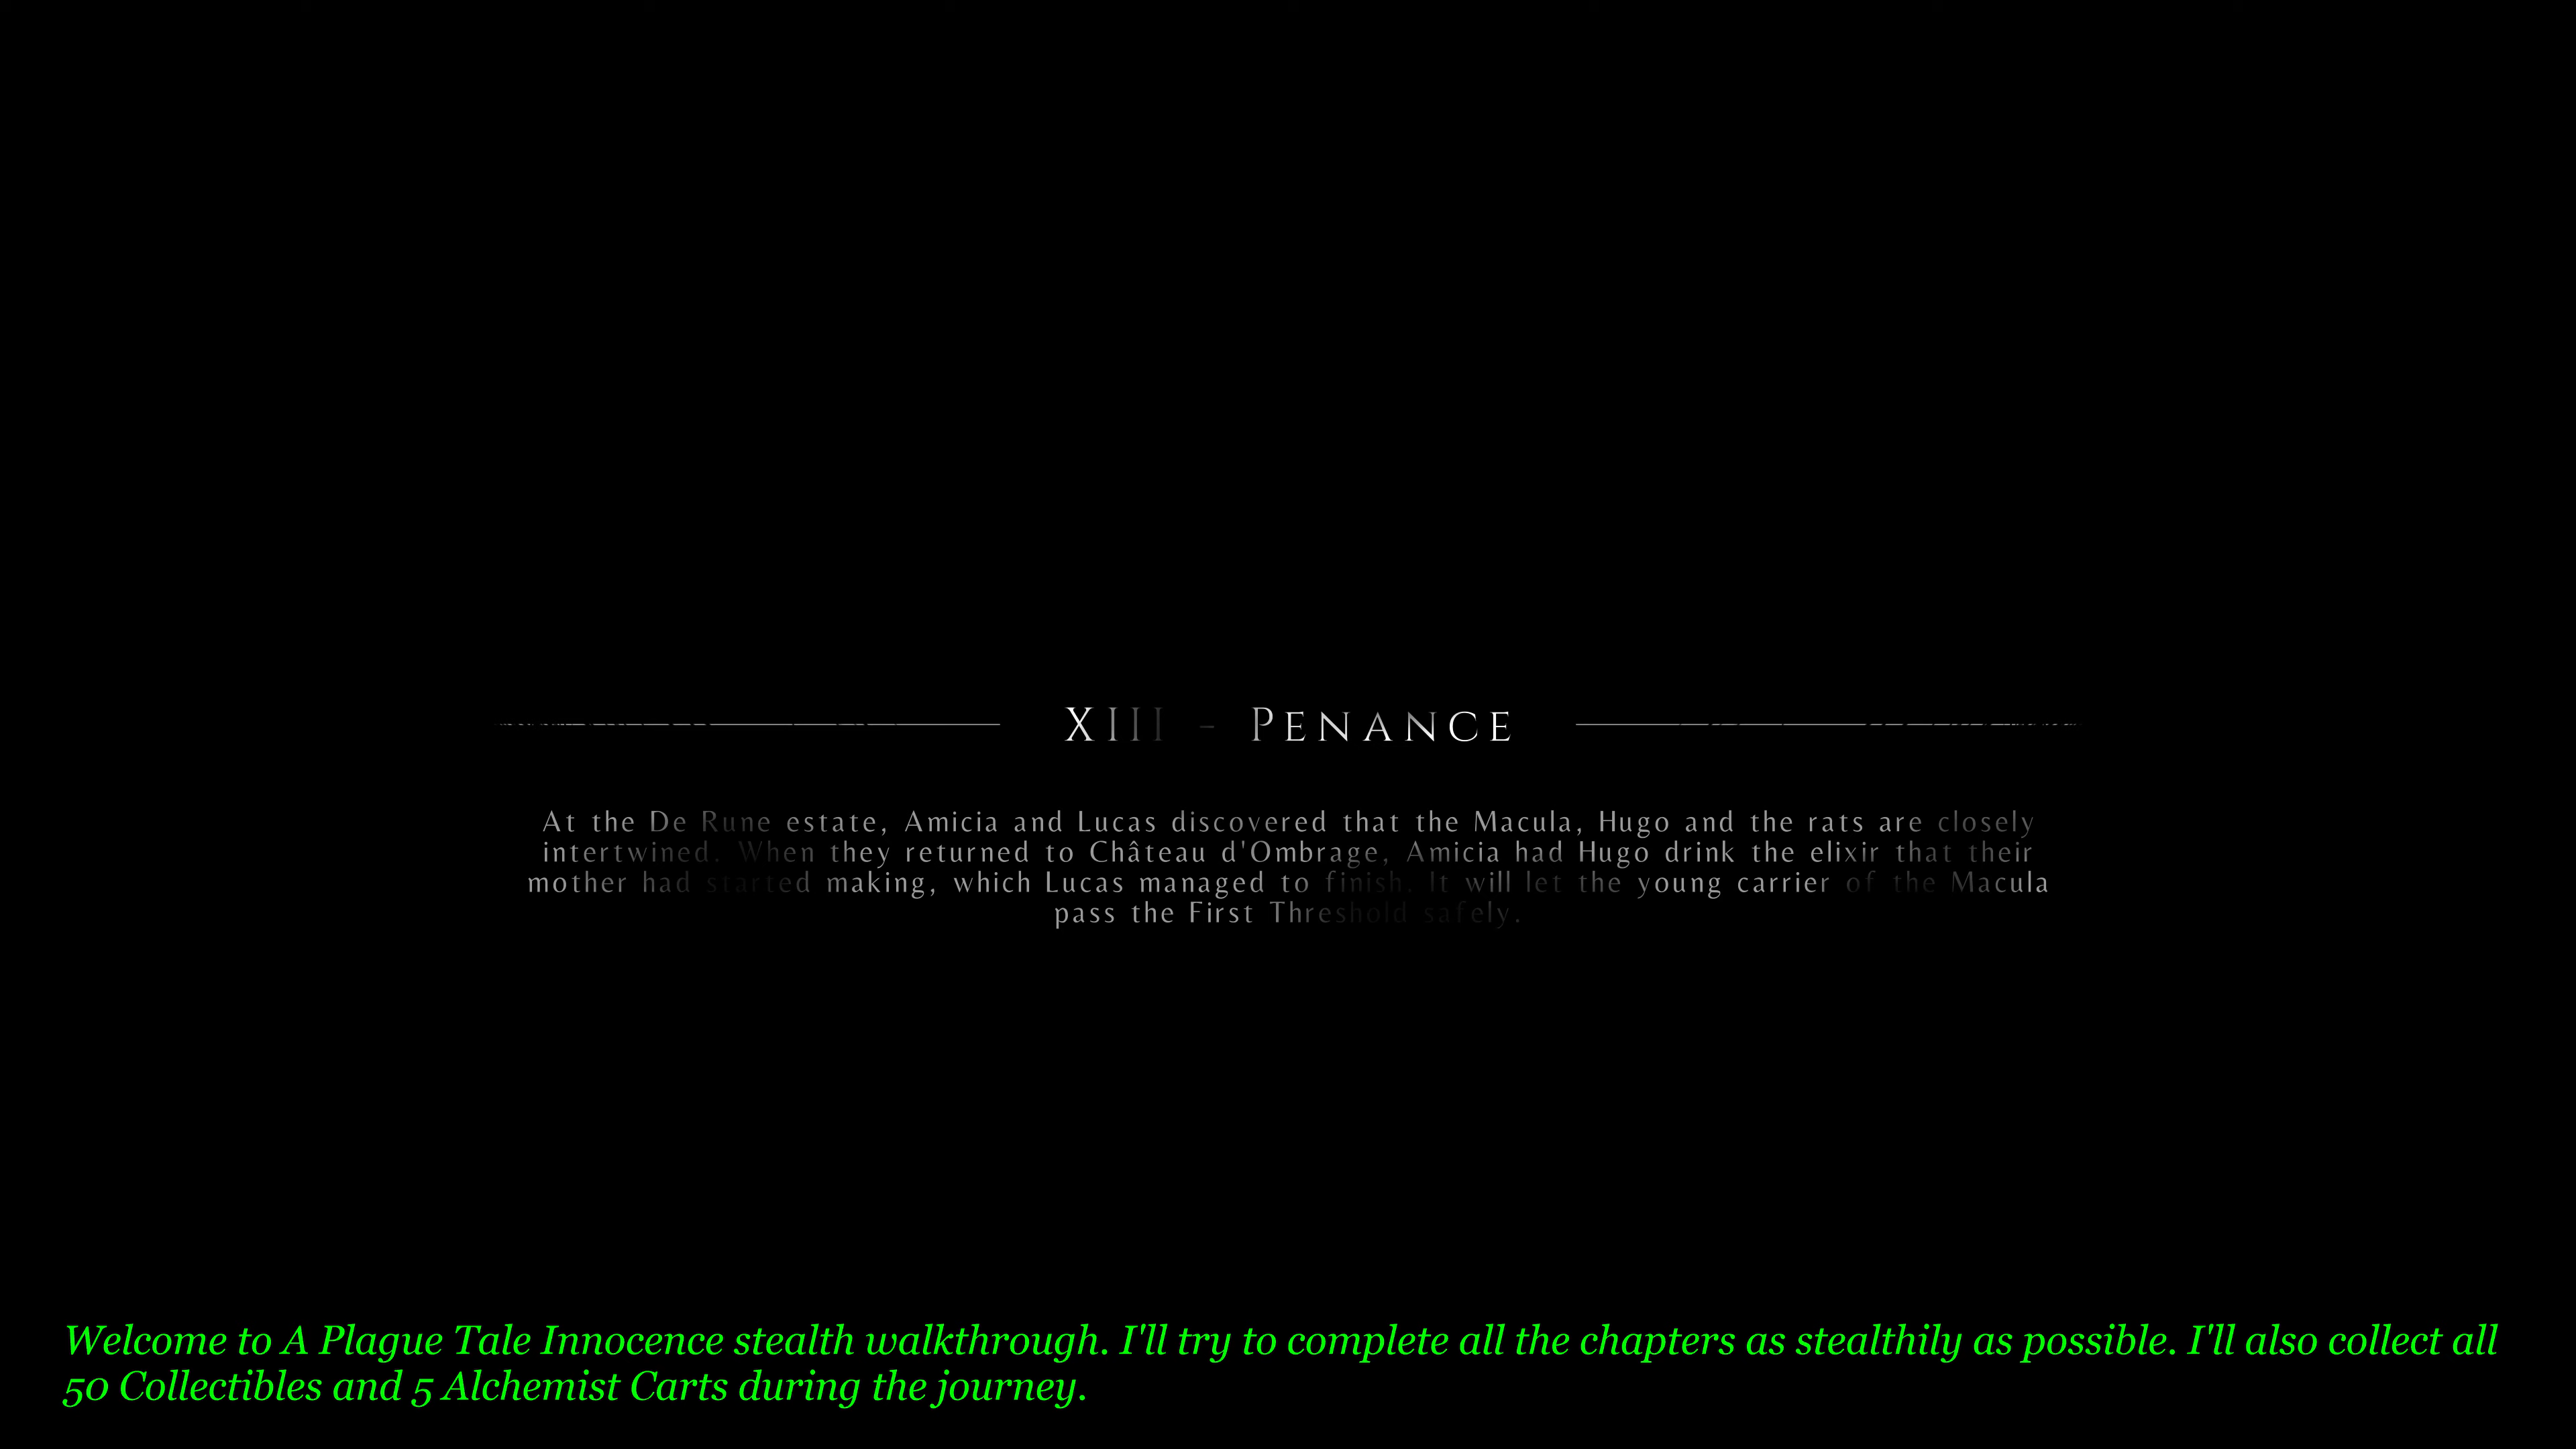 XIII - Penance
At the De Rune estate, Amicia and Lucas discovered that the Macula, Hugo and the rats are closely
intertwined. When they returned to Château d'Ombrage, Amicia had Hugo drink the elixir that their
mother had started making, which Lucas managed to finish. It will let the young carrier of the Macula
pass the First Threshold safely.
Welcome to A Plague Tale Innocence stealth walkthrough. I'll try to complete all the chapters as stealthily as possible. I'll also collect all
50 Collectibles and 5 Alchemist Carts during the journey.